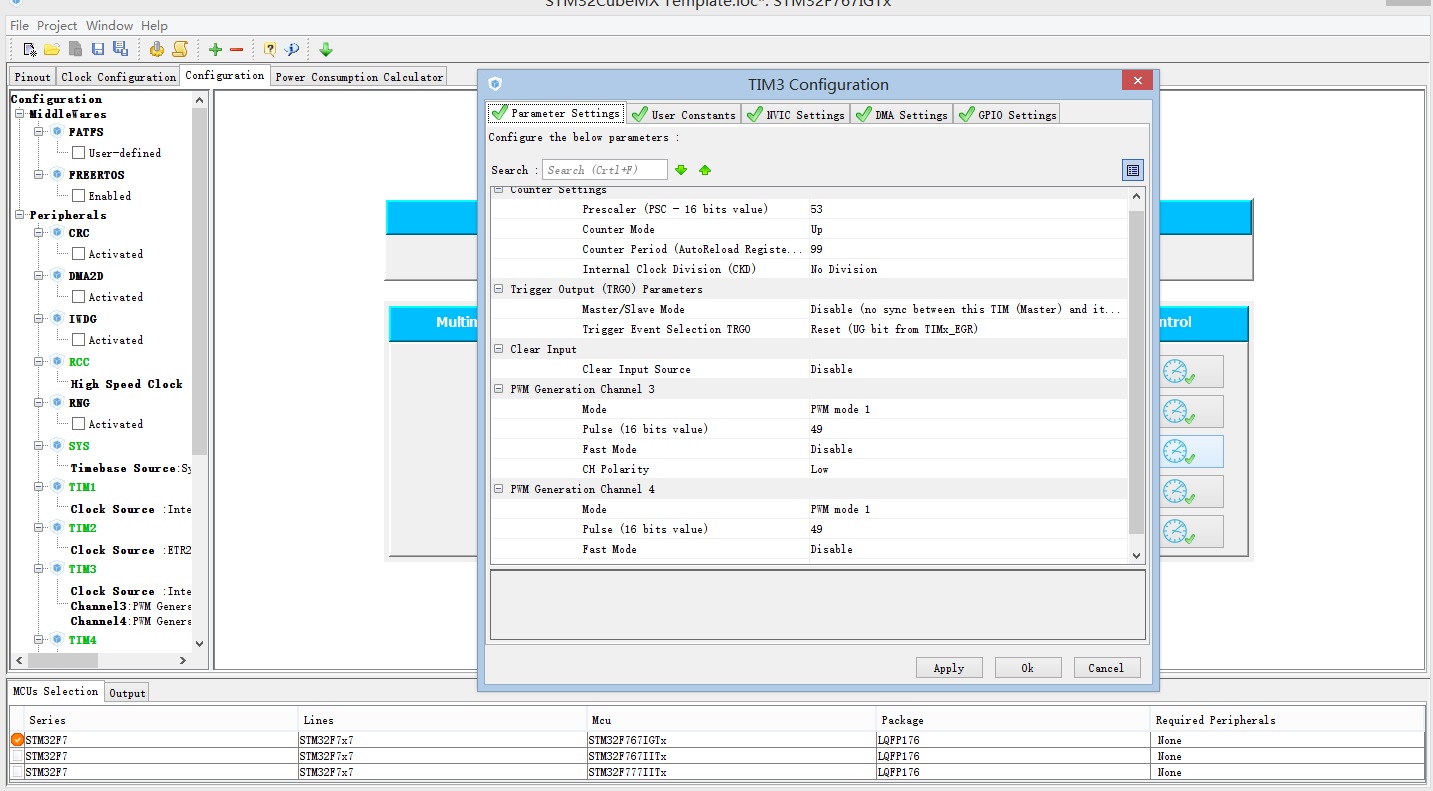 STM32CubeMX Template.ioc*: STM32F767IGTx
File Project Window Help
Pinout Clock Configuration Configuration Power Consumption Calculator
Configuration
MiddleWares
FATFS
User-defined
FREERTOS
Enabled
Peripherals
CRC
Activated
DMA2D
Activated
IWDG
Activated
RCC
High Speed Clock
RNG
Activated
SYS
Timebase Source:Sy
TIM1
Clock Source :Inte
TIM2
Clock Source :ETR2
TIM3
Clock Source :Inte
Channel3:PWM Genera
Channel4:PWM Genera
TIM4
Multim
ntrol
TIM3 Configuration
Parameter Settings User Constants NVIC Settings DMA Settings GPIO Settings
Configure the below parameters :
Search : Search (Crtl+F)
Counter Settings
Prescaler (PSC - 16 bits value) 53
Counter Mode Up
Counter Period (AutoReload Registe... 99
Internal Clock Division (CKD) No Division
Trigger Output (TRGO) Parameters
Master/Slave Mode Disable (no sync between this TIM (Master) and it...
Trigger Event Selection TRGO Reset (UG bit from TIMx_EGR)
Clear Input
Clear Input Source Disable
PWM Generation Channel 3
Mode PWM mode 1
Pulse (16 bits value) 49
Fast Mode Disable
CH Polarity Low
PWM Generation Channel 4
Mode PWM mode 1
Pulse (16 bits value) 49
Fast Mode Disable
Apply Ok Cancel
MCUs Selection Output
Series Lines Mcu Package Required Peripherals
STM32F7 STM32F7x7 STM32F767IGTx LQFP176 None
STM32F7 STM32F7x7 STM32F767IITx LQFP176 None
STM32F7 STM32F7x7 STM32F777IITx LQFP176 None